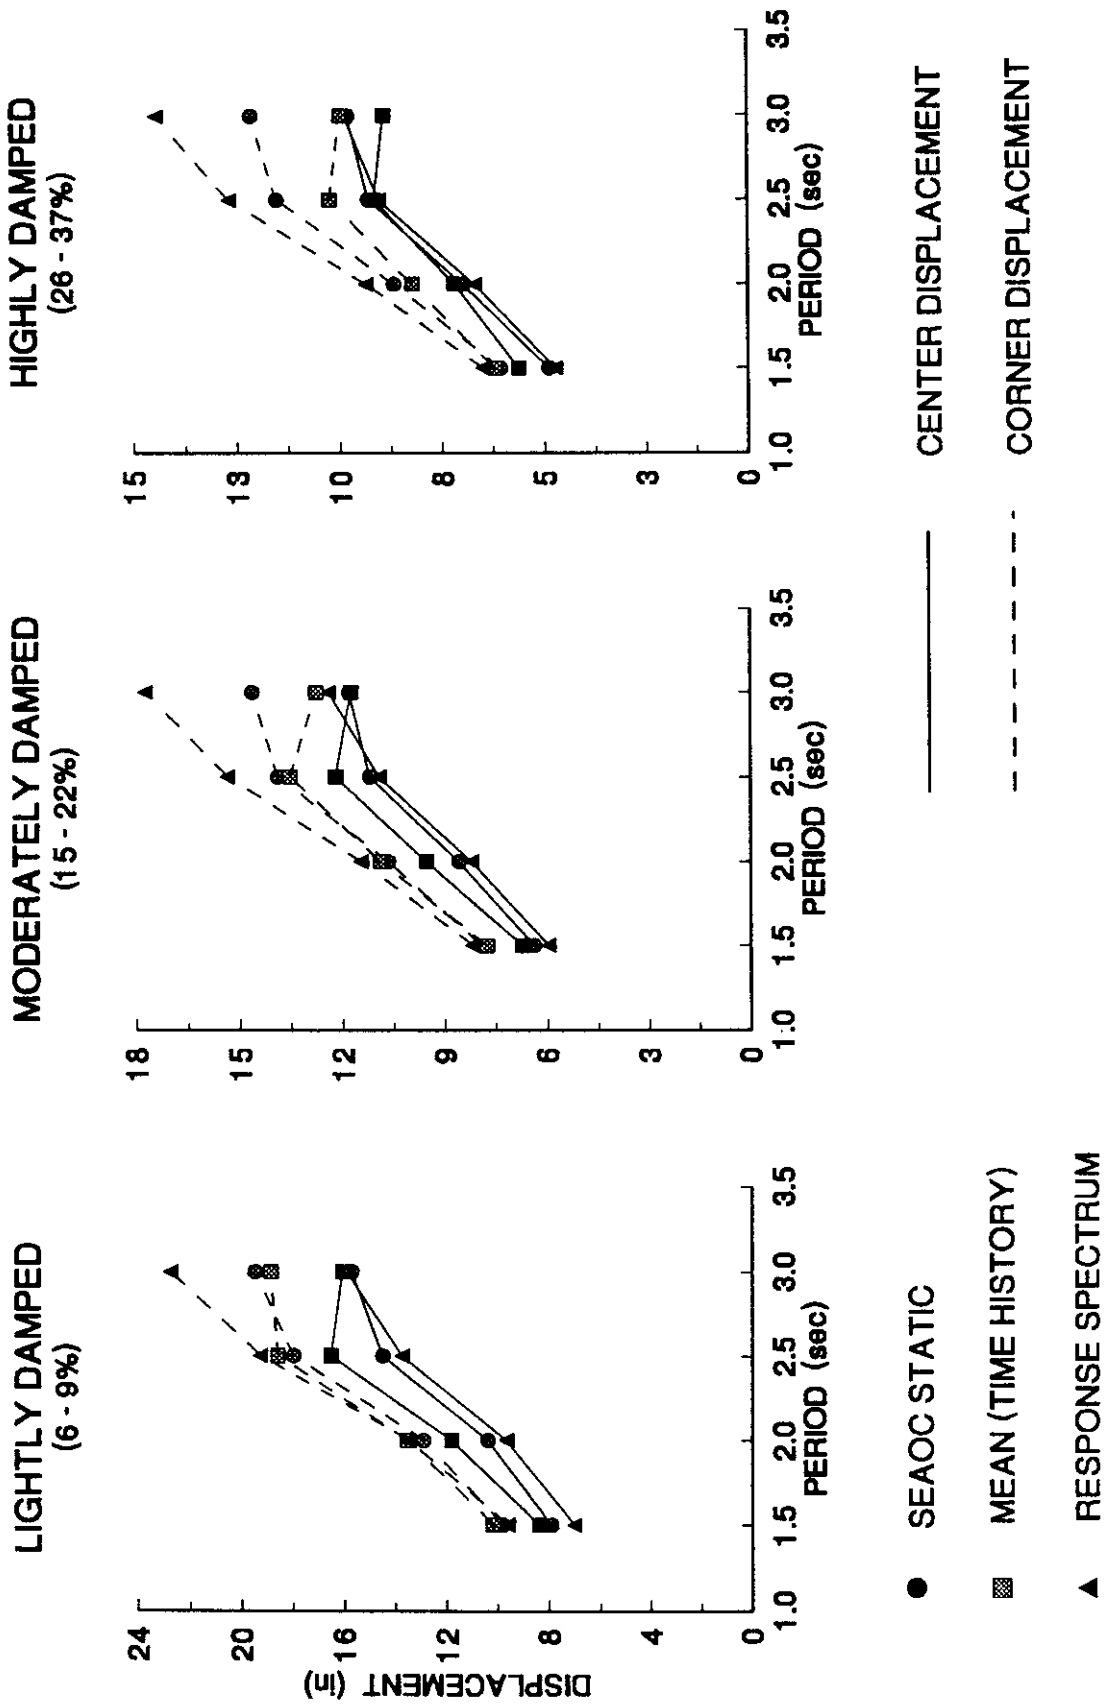 LIGHTLY DAMPED
(6 - 9%)
DISPLACEMENT (in)
24
20
16
12
8
0
1.0 1.5 2.0 2.5 3.0 3.5
PERIOD (sec)
MODERATELY DAMPED
(15 - 22%)
18
15
12
9
6
3
0
1.0 1.5 2.0 2.5 3.0 3.5
PERIOD (sec)
HIGHLY DAMPED
(26 - 37%)
15
13
10
8
5
3
0
1.0 1.5 2.0 2.5 3.0 3.5
PERIOD (sec)
SEAOC STATIC
MEAN (TIME HISTORY)
RESPONSE SPECTRUM
CENTER DISPLACEMENT
CORNER DISPLACEMENT